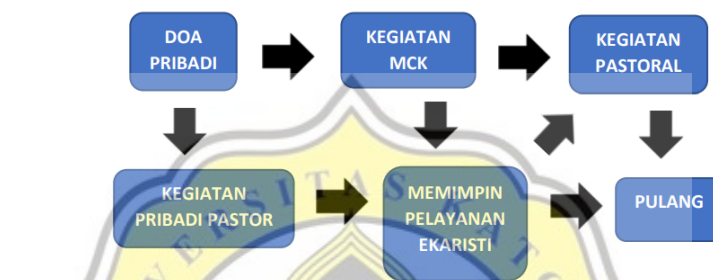 DOA
PRIBADI
KEGIATAN
MCK
KEGIATAN
PASTORAL
KEGIATAN
PRIBADI PASTOR
MEMIMPIN
PELAYANAN
EKARISTI
PULANG